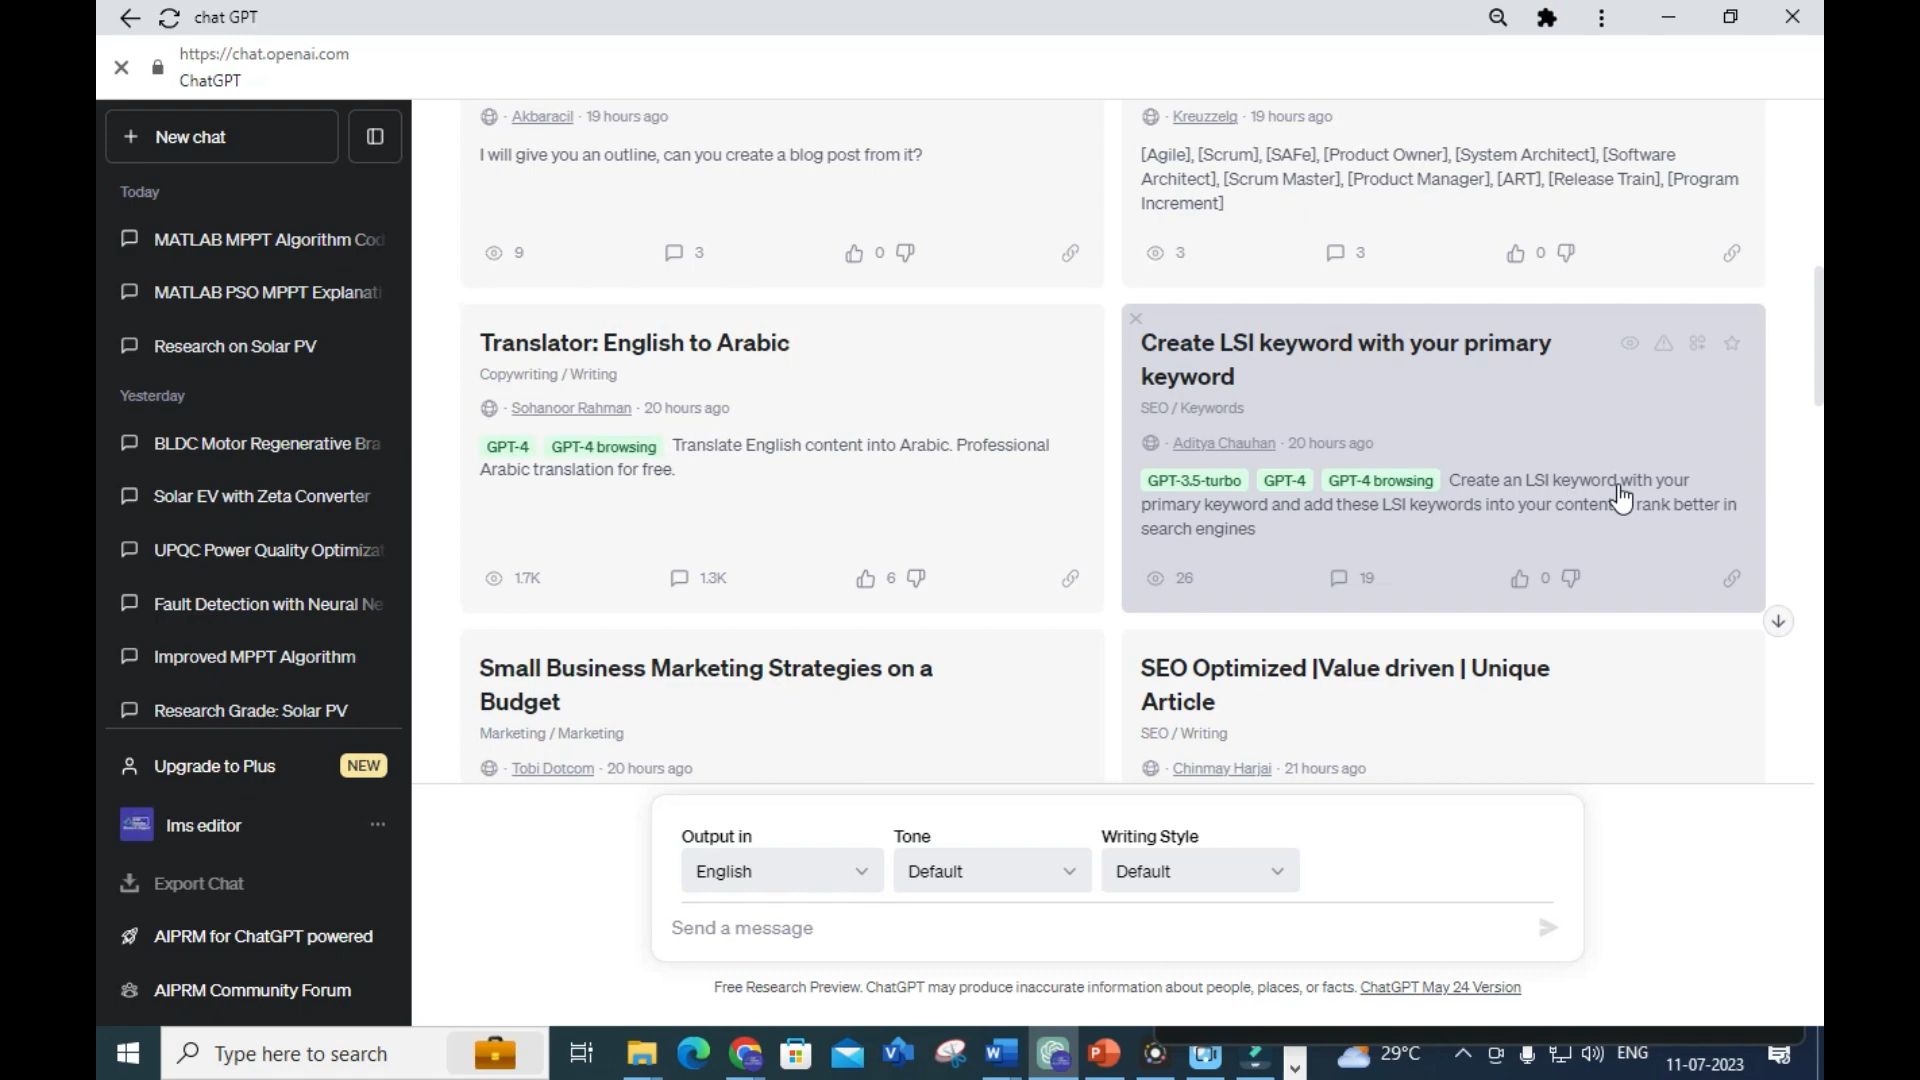 chat GPT
https://chat.openai.com
ChatGPT
New chat
Today
MATLAB MPPT Algorithm Cod
MATLAB PSO MPPT Explanati
Research on Solar PV
Yesterday
BLDC Motor Regenerative Bra
Solar EV with Zeta Converter
UPQC Power Quality Optimizat
Fault Detection with Neural Ne
Improved MPPT Algorithm
Research Grade: Solar PV
Upgrade to Plus NEW
Ims editor
Export Chat
AIPRM for ChatGPT powered
AIPRM Community Forum
· Akbaracil · 19 hours ago
I will give you an outline, can you create a blog post from it?
9 3 0
· Kreuzzelg · 19 hours ago
[Agile], [Scrum], [SAFe], [Product Owner], [System Architect], [Software
Architect], [Scrum Master], [Product Manager], [ART], [Release Train], [Program
Increment]
3 3 0
Translator: English to Arabic
Copywriting / Writing
· Sohanoor Rahman · 20 hours ago
GPT-4 GPT-4 browsing Translate English content into Arabic. Professional
Arabic translation for free.
1.7K 1.3K 6
Create LSI keyword with your primary
keyword
SEO / Keywords
· Aditya Chauhan · 20 hours ago
GPT-3.5-turbo GPT-4 GPT-4 browsing Create an LSI keyword with your
primary keyword and add these LSI keywords into your content rank better in
search engines
26 19 0
Small Business Marketing Strategies on a
Budget
Marketing / Marketing
· Tobi Dotcom · 20 hours ago
SEO Optimized |Value driven | Unique
Article
SEO / Writing
· Chinmay Harjai · 21 hours ago
Output in Tone Writing Style
English Default Default
Send a message
Free Research Preview. ChatGPT may produce inaccurate information about people, places, or facts. ChatGPT May 24 Version
Type here to search
29°C ENG
11-07-2023